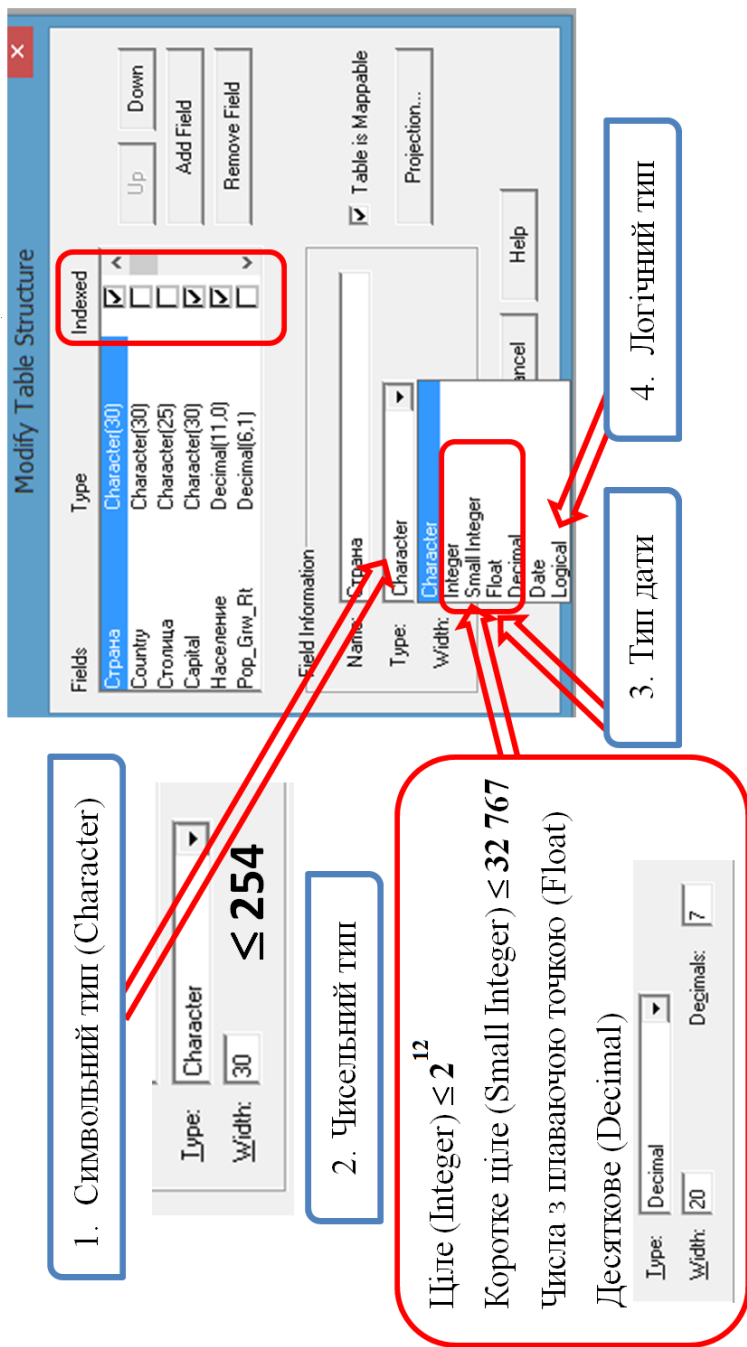 1. Символьний тип (Character)
Type: Character
Width: 30
≤ 254
2. Чисельний тип
Ціле (Integer) ≤ 2¹²
Коротке ціле (Small Integer) ≤ 32 767
Числа з плаваючою точкою (Float)
Десяткове (Decimal)
Type: Decimal
Width: 20 Decimals: 7
Modify Table Structure
Fields Type Indexed
Страна Character(30)
Country Character(30)
Столица Character(25)
Capital Character(30)
Население Decimal(11,0)
Pop_Grw_Rt Decimal(6,1)
Up Down
Add Field
Remove Field
Field Information
Name: Страна
Type: Character
Width:
Character
Integer
Small Integer
Float
Decimal
Date
Logical
Table is Mappable
Projection...
ancel Help
3. Тип дати
4. Логічний тип